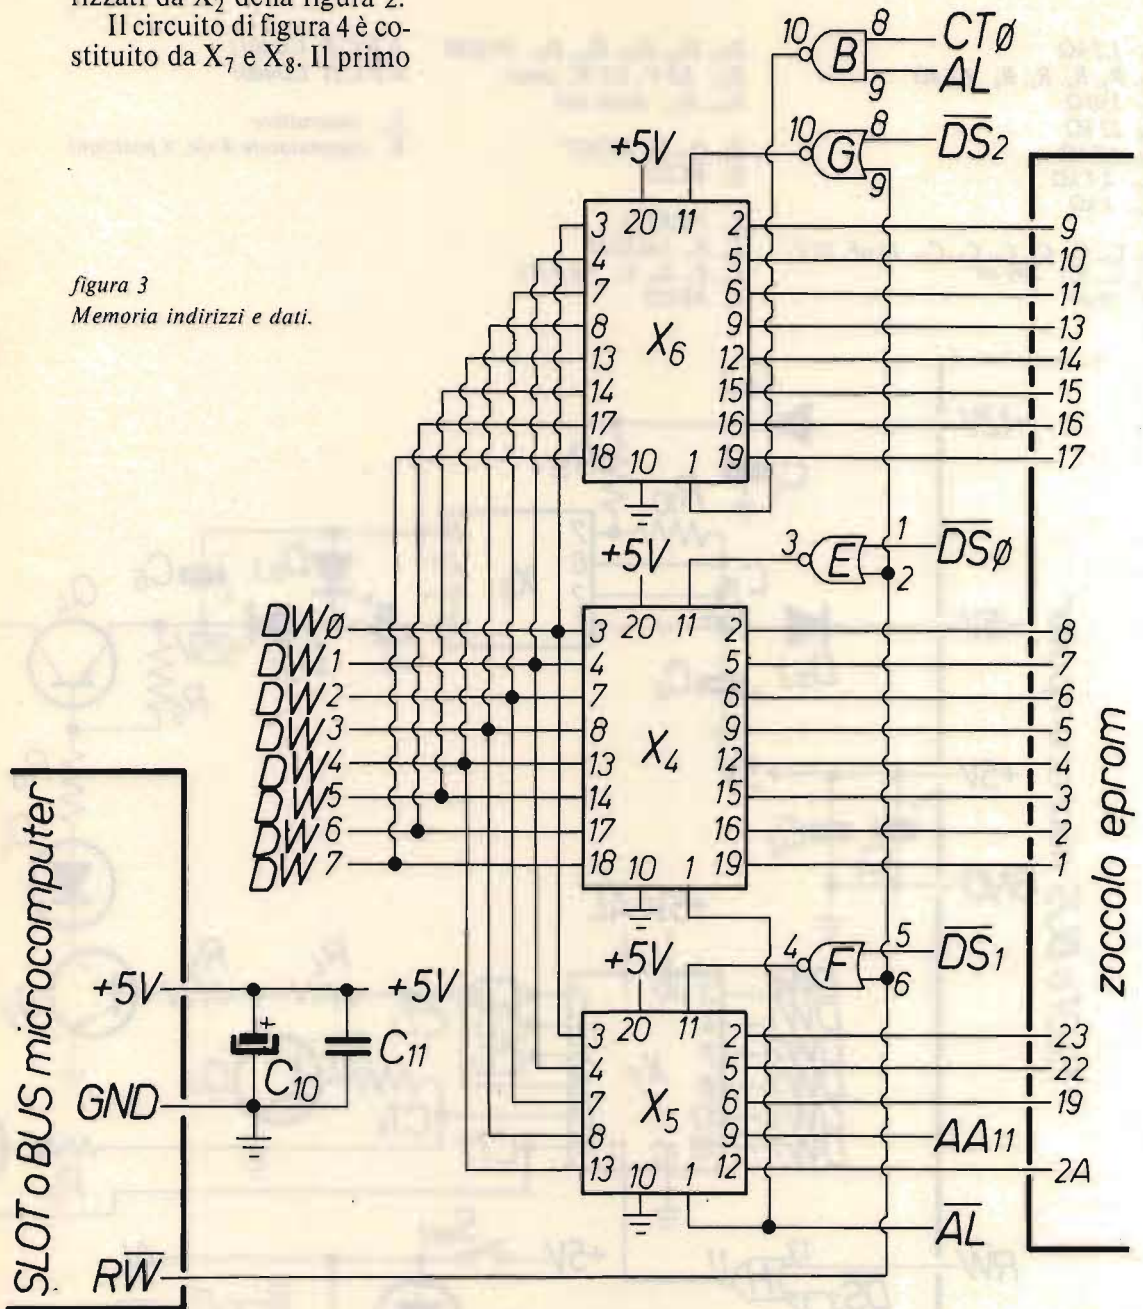 rizzati da X₂ della figura 2.
Il circuito di figura 4 è co-
stituito da X₇ e X₈. Il primo
figura 3
Memoria indirizzi e dati.
10 B 8 CTØ
9 AL
10 G 8 D̅S̅₂
9
+5V
3 20 11 2 9
4 5 10
7 6 11
8 9 13
X₆
13 12 14
14 15 15
17 16 16
18 10 1 19 17
+5V
3 E 1 D̅S̅ø
2
DWø 3 20 11 2 8
DW1 4 5 7
DW2 7 6 6
DW3 8 9 5
X₄
DW4 13 12 4
DW5 14 15 3
DW6 17 16 2
DW7 18 10 1 19 1
zoccolo eprom
+5V
4 F 5 D̅S̅₁
6
3 20 11 2 23
4 5 22
7 6 19
X₅
8 9 AA11
13 10 1 12 2A
A̅L̅
SLOT o BUS microcomputer
+5V +5V
+
C₁₀ C₁₁
GND
RW̅